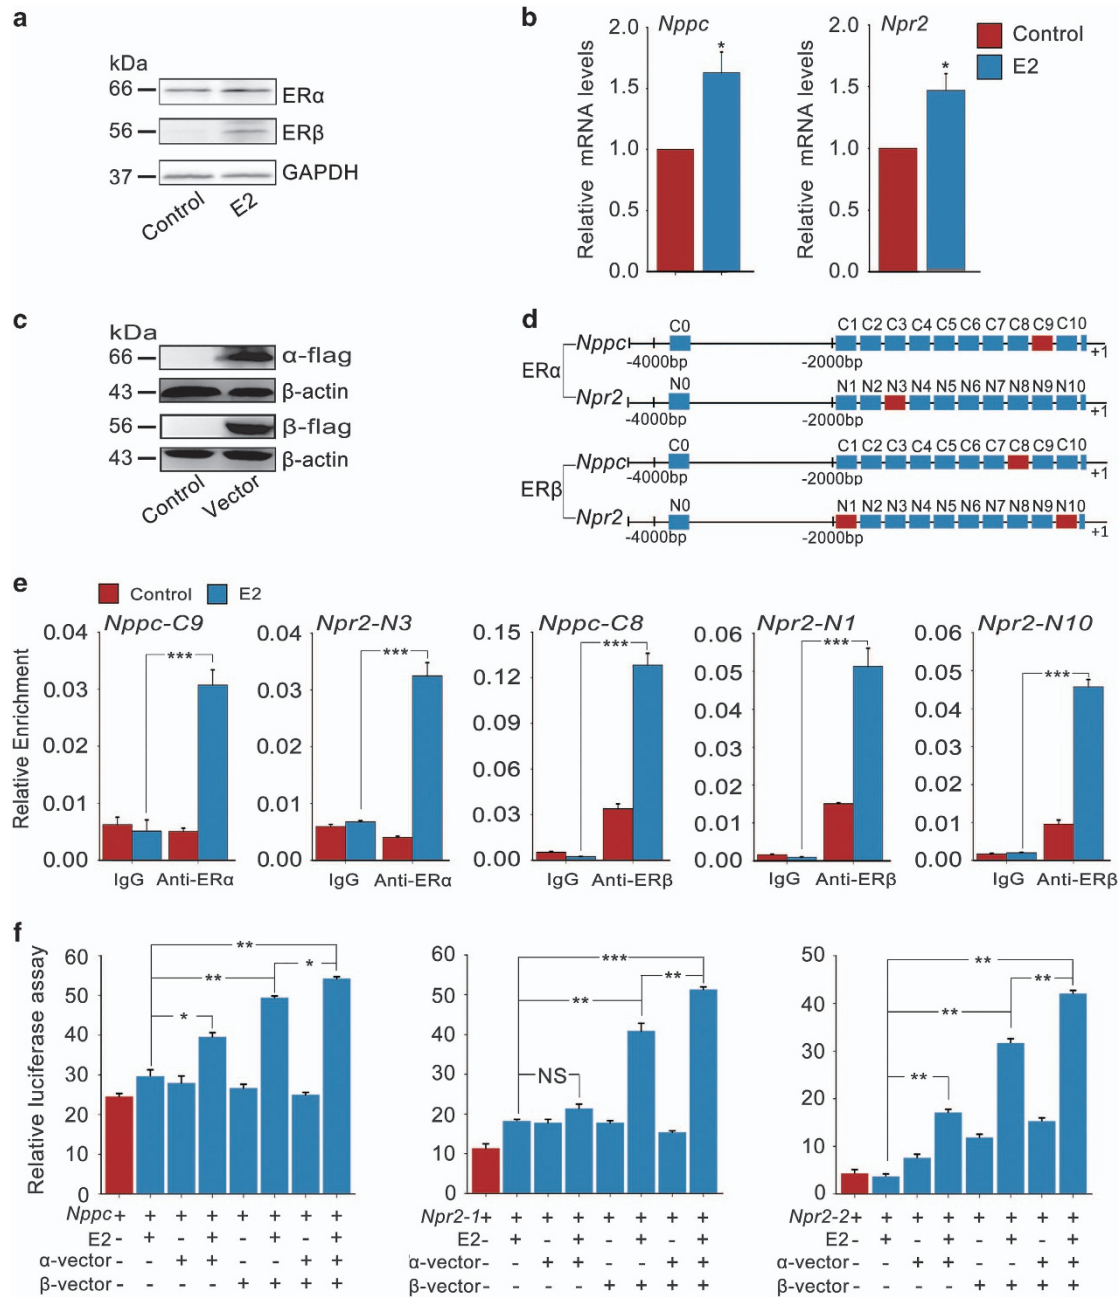 a
kDa
66
ERα
56
ERβ
37
GAPDH
Control
E2
b
Nppc
Relative mRNA levels
2.0
1.5
1.0
0.5
0.0
*
Npr2
Relative mRNA levels
2.0
1.5
1.0
0.5
0.0
*
Control
E2
c
kDa
66
α-flag
43
β-actin
56
β-flag
43
β-actin
Control
Vector
d
ERα
Nppc
C0 C1 C2 C3 C4 C5 C6 C7 C8 C9 C10
-4000bp -2000bp +1
Npr2
N0 N1 N2 N3 N4 N5 N6 N7 N8 N9 N10
-4000bp -2000bp +1
ERβ
Nppc
C0 C1 C2 C3 C4 C5 C6 C7 C8 C9 C10
-4000bp -2000bp +1
Npr2
N0 N1 N2 N3 N4 N5 N6 N7 N8 N9 N10
-4000bp -2000bp +1
e
Control
E2
Relative Enrichment
Nppc-C9
0.04
0.03
0.02
0.01
0.00
***
IgG Anti-ERα
Npr2-N3
0.04
0.03
0.02
0.01
0.00
***
IgG Anti-ERα
Nppc-C8
0.15
0.12
0.09
0.06
0.03
0.00
***
IgG Anti-ERβ
Npr2-N1
0.06
0.05
0.04
0.03
0.02
0.01
0.00
***
IgG Anti-ERβ
Npr2-N10
0.06
0.05
0.04
0.03
0.02
0.01
0.00
***
IgG Anti-ERβ
f
Relative luciferase assay
60
50
40
30
20
10
0
**
**
*
*
Nppc + + + + + + + +
E2 - + - + - + - +
α-vector - - + + - - + +
β-vector - - - - + + + +
60
50
40
30
20
10
0
***
**
**
NS
Npr2-1 + + + + + + + +
E2 - + - + - + - +
α-vector - - + + - - + +
β-vector - - - - + + + +
50
40
30
20
10
0
**
**
**
**
Npr2-2 + + + + + + + +
E2 - + - + - + - +
α-vector - - + + - - + +
β-vector - - - - + + + +